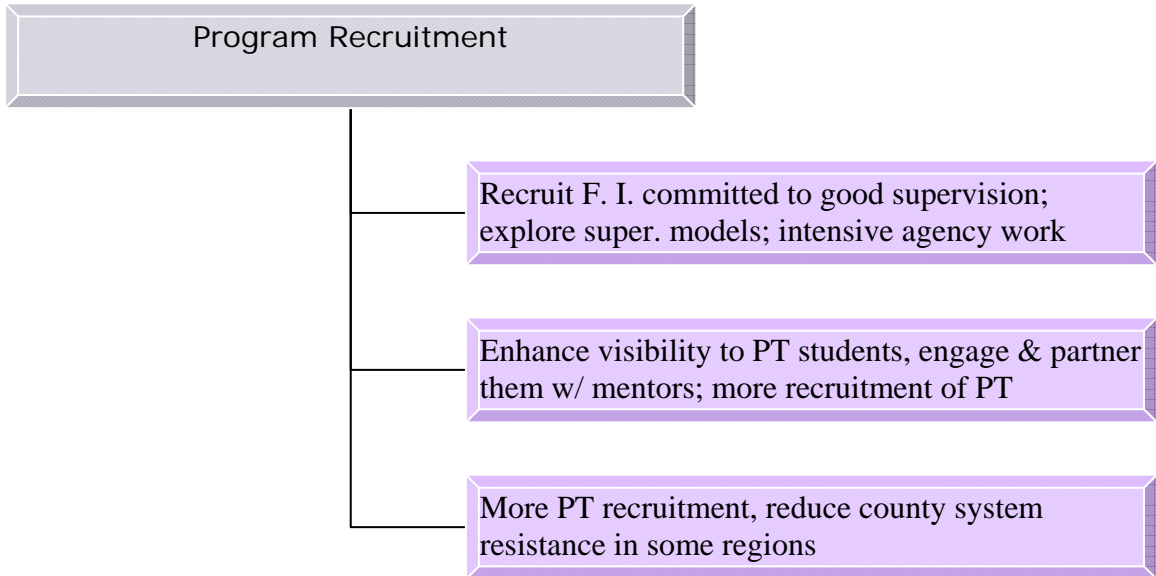 Program Recruitment
Recruit F. I. committed to good supervision;
explore super. models; intensive agency work
Enhance visibility to PT students, engage & partner
them w/ mentors; more recruitment of PT
More PT recruitment, reduce county system
resistance in some regions